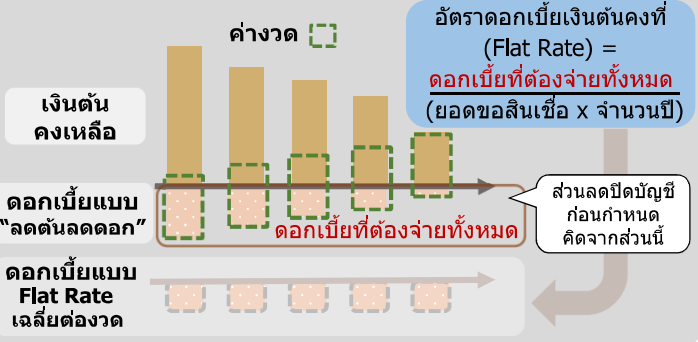 ค่างวด
อัตราดอกเบี้ยเงินต้นคงที่
(Flat Rate) =
ดอกเบี้ยที่ต้องจ่ายทั้งหมด
(ยอดขอสินเชื่อ x จำนวนปี)
เงินต้น
คงเหลือ
ดอกเบี้ยแบบ
“ลดต้นลดดอก”
ดอกเบี้ยที่ต้องจ่ายทั้งหมด
ส่วนลดปิดบัญชี
ก่อนกำหนด
คิดจากส่วนนี้
ดอกเบี้ยแบบ
Flat Rate
เฉลี่ยต่องวด